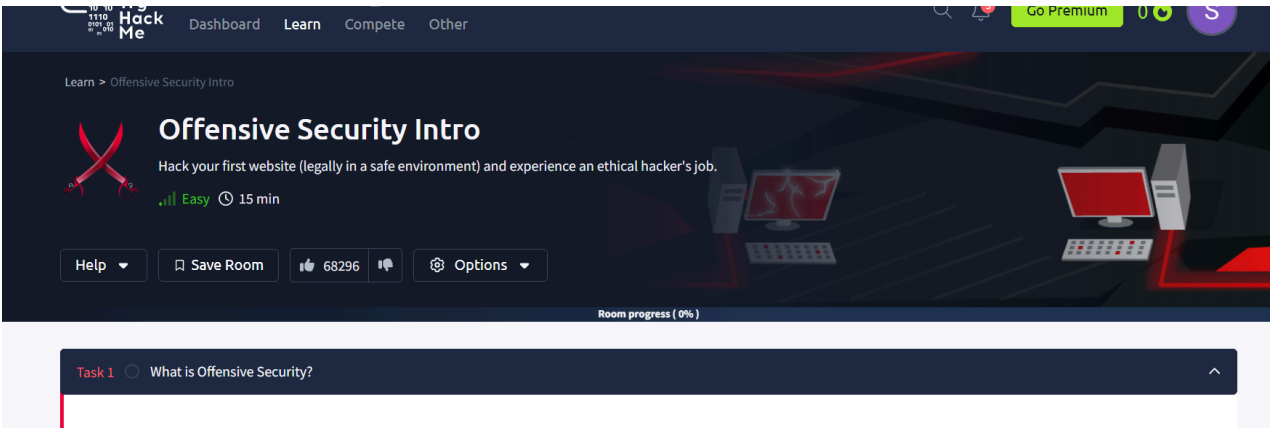 Hack
1110
Me
Dashboard Learn Compete Other
Go Premium 0 S
Learn > Offensive Security Intro
Offensive Security Intro
Hack your first website (legally in a safe environment) and experience an ethical hacker's job.
Easy 15 min
Help Save Room 68296 Options
Room progress ( 0% )
Task 1 What is Offensive Security?